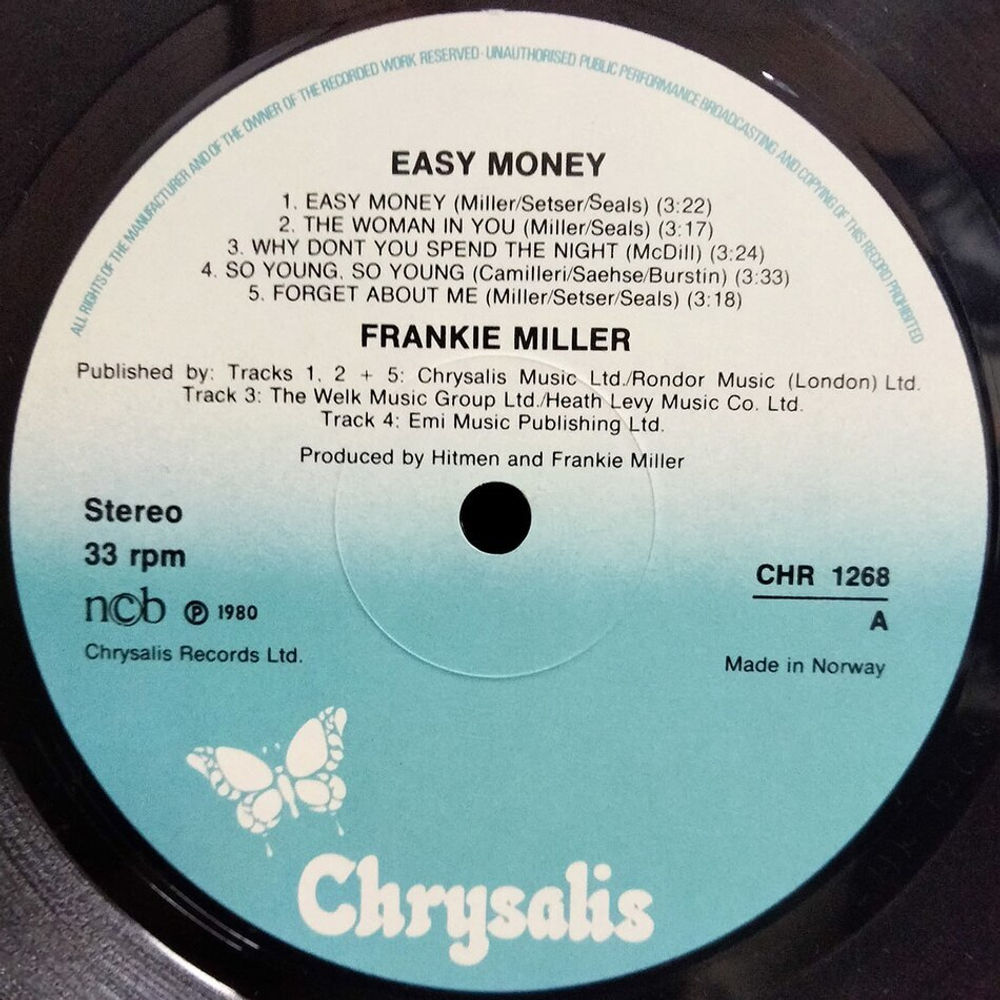 ALL RIGHTS OF THE MANUFACTURER AND OF THE OWNER OF THE RECORDED WORK RESERVED · UNAUTHORISED PUBLIC PERFORMANCE BROADCASTING AND COPYING OF THIS RECORD PROHIBITED
EASY MONEY
1. EASY MONEY (Miller/Setser/Seals) (3:22)
2. THE WOMAN IN YOU (Miller/Seals) (3:17)
3. WHY DONT YOU SPEND THE NIGHT (McDill) (3:24)
4. SO YOUNG, SO YOUNG (Camilleri/Saehse/Burstin) (3:33)
5. FORGET ABOUT ME (Miller/Setser/Seals) (3:18)
FRANKIE MILLER
Published by: Tracks 1, 2 + 5: Chrysalis Music Ltd./Rondor Music (London) Ltd.
Track 3: The Welk Music Group Ltd./Heath Levy Music Co. Ltd.
Track 4: Emi Music Publishing Ltd.
Produced by Hitmen and Frankie Miller
Stereo
33 rpm
ncb ℗ 1980
Chrysalis Records Ltd.
CHR 1268
A
Made in Norway
Chrysalis